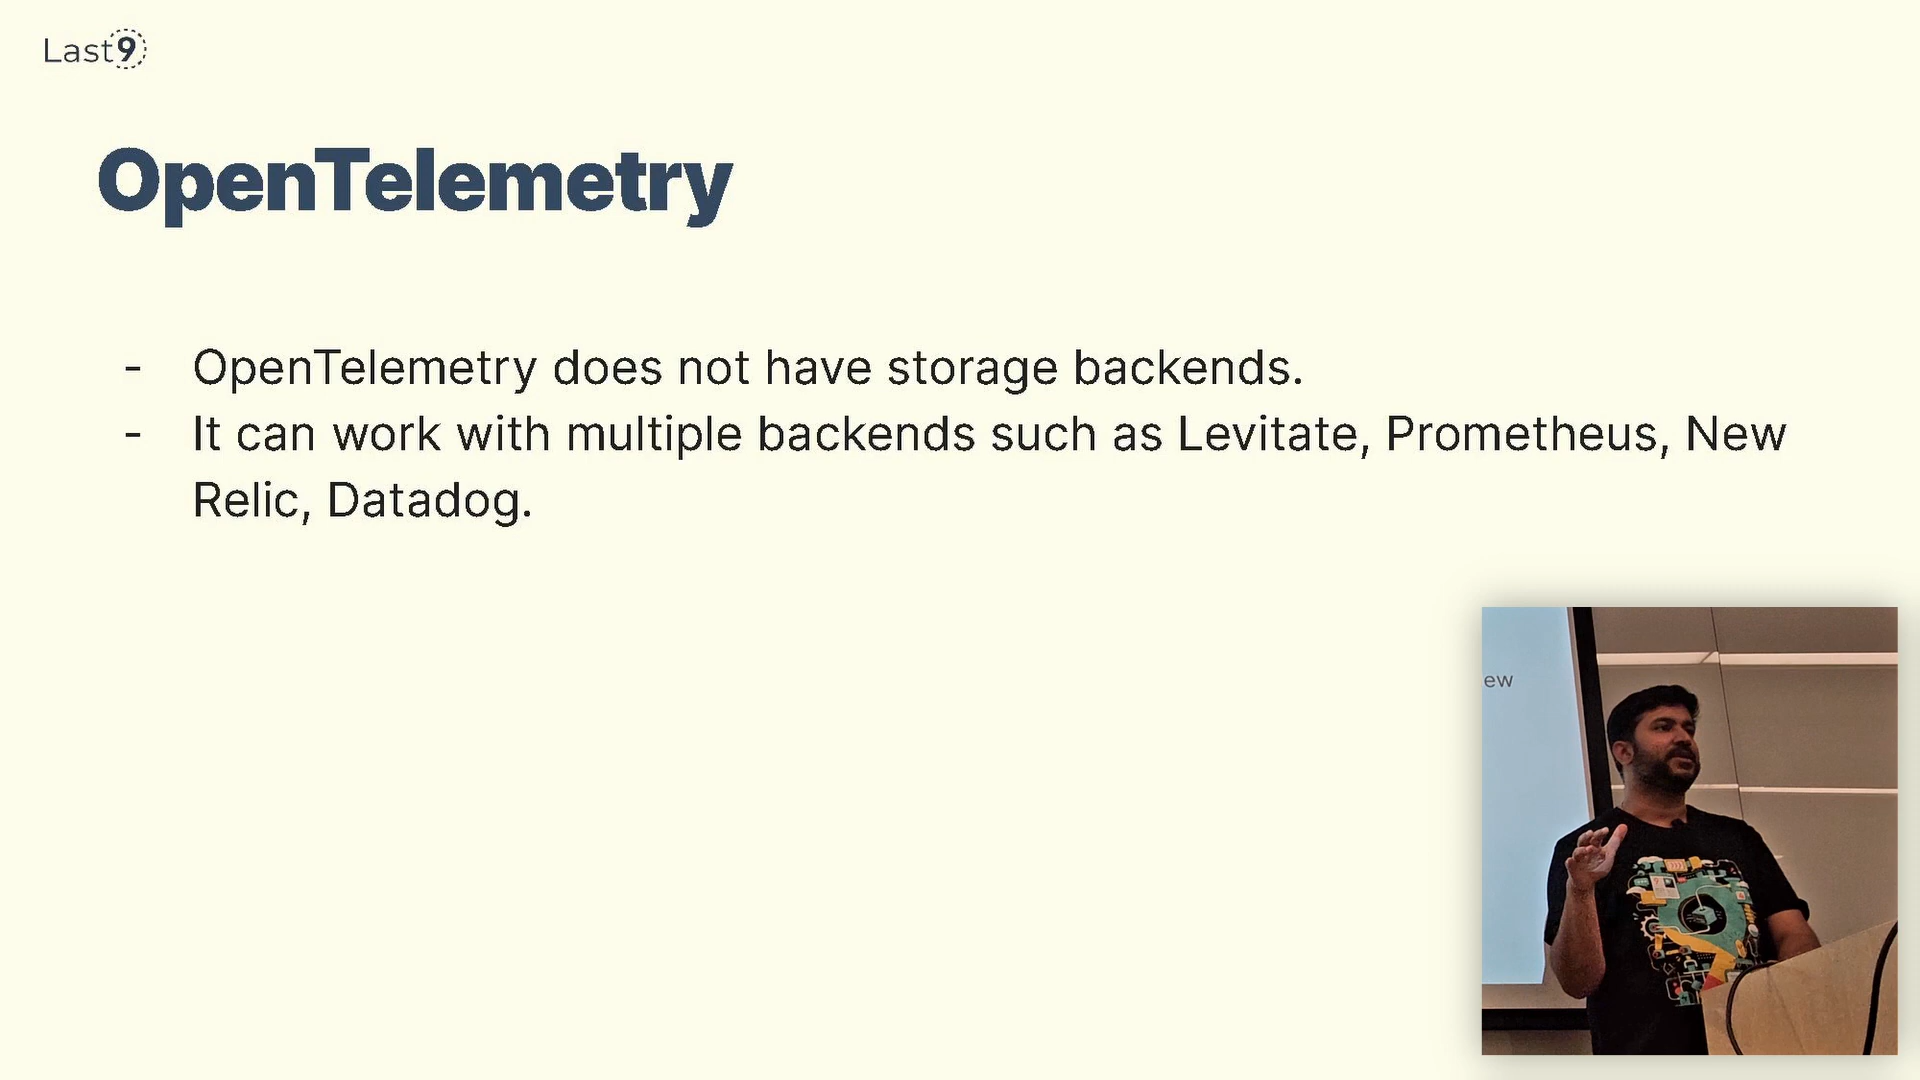 Last9
OpenTelemetry
- OpenTelemetry does not have storage backends.
- It can work with multiple backends such as Levitate, Prometheus, New
Relic, Datadog.
ew